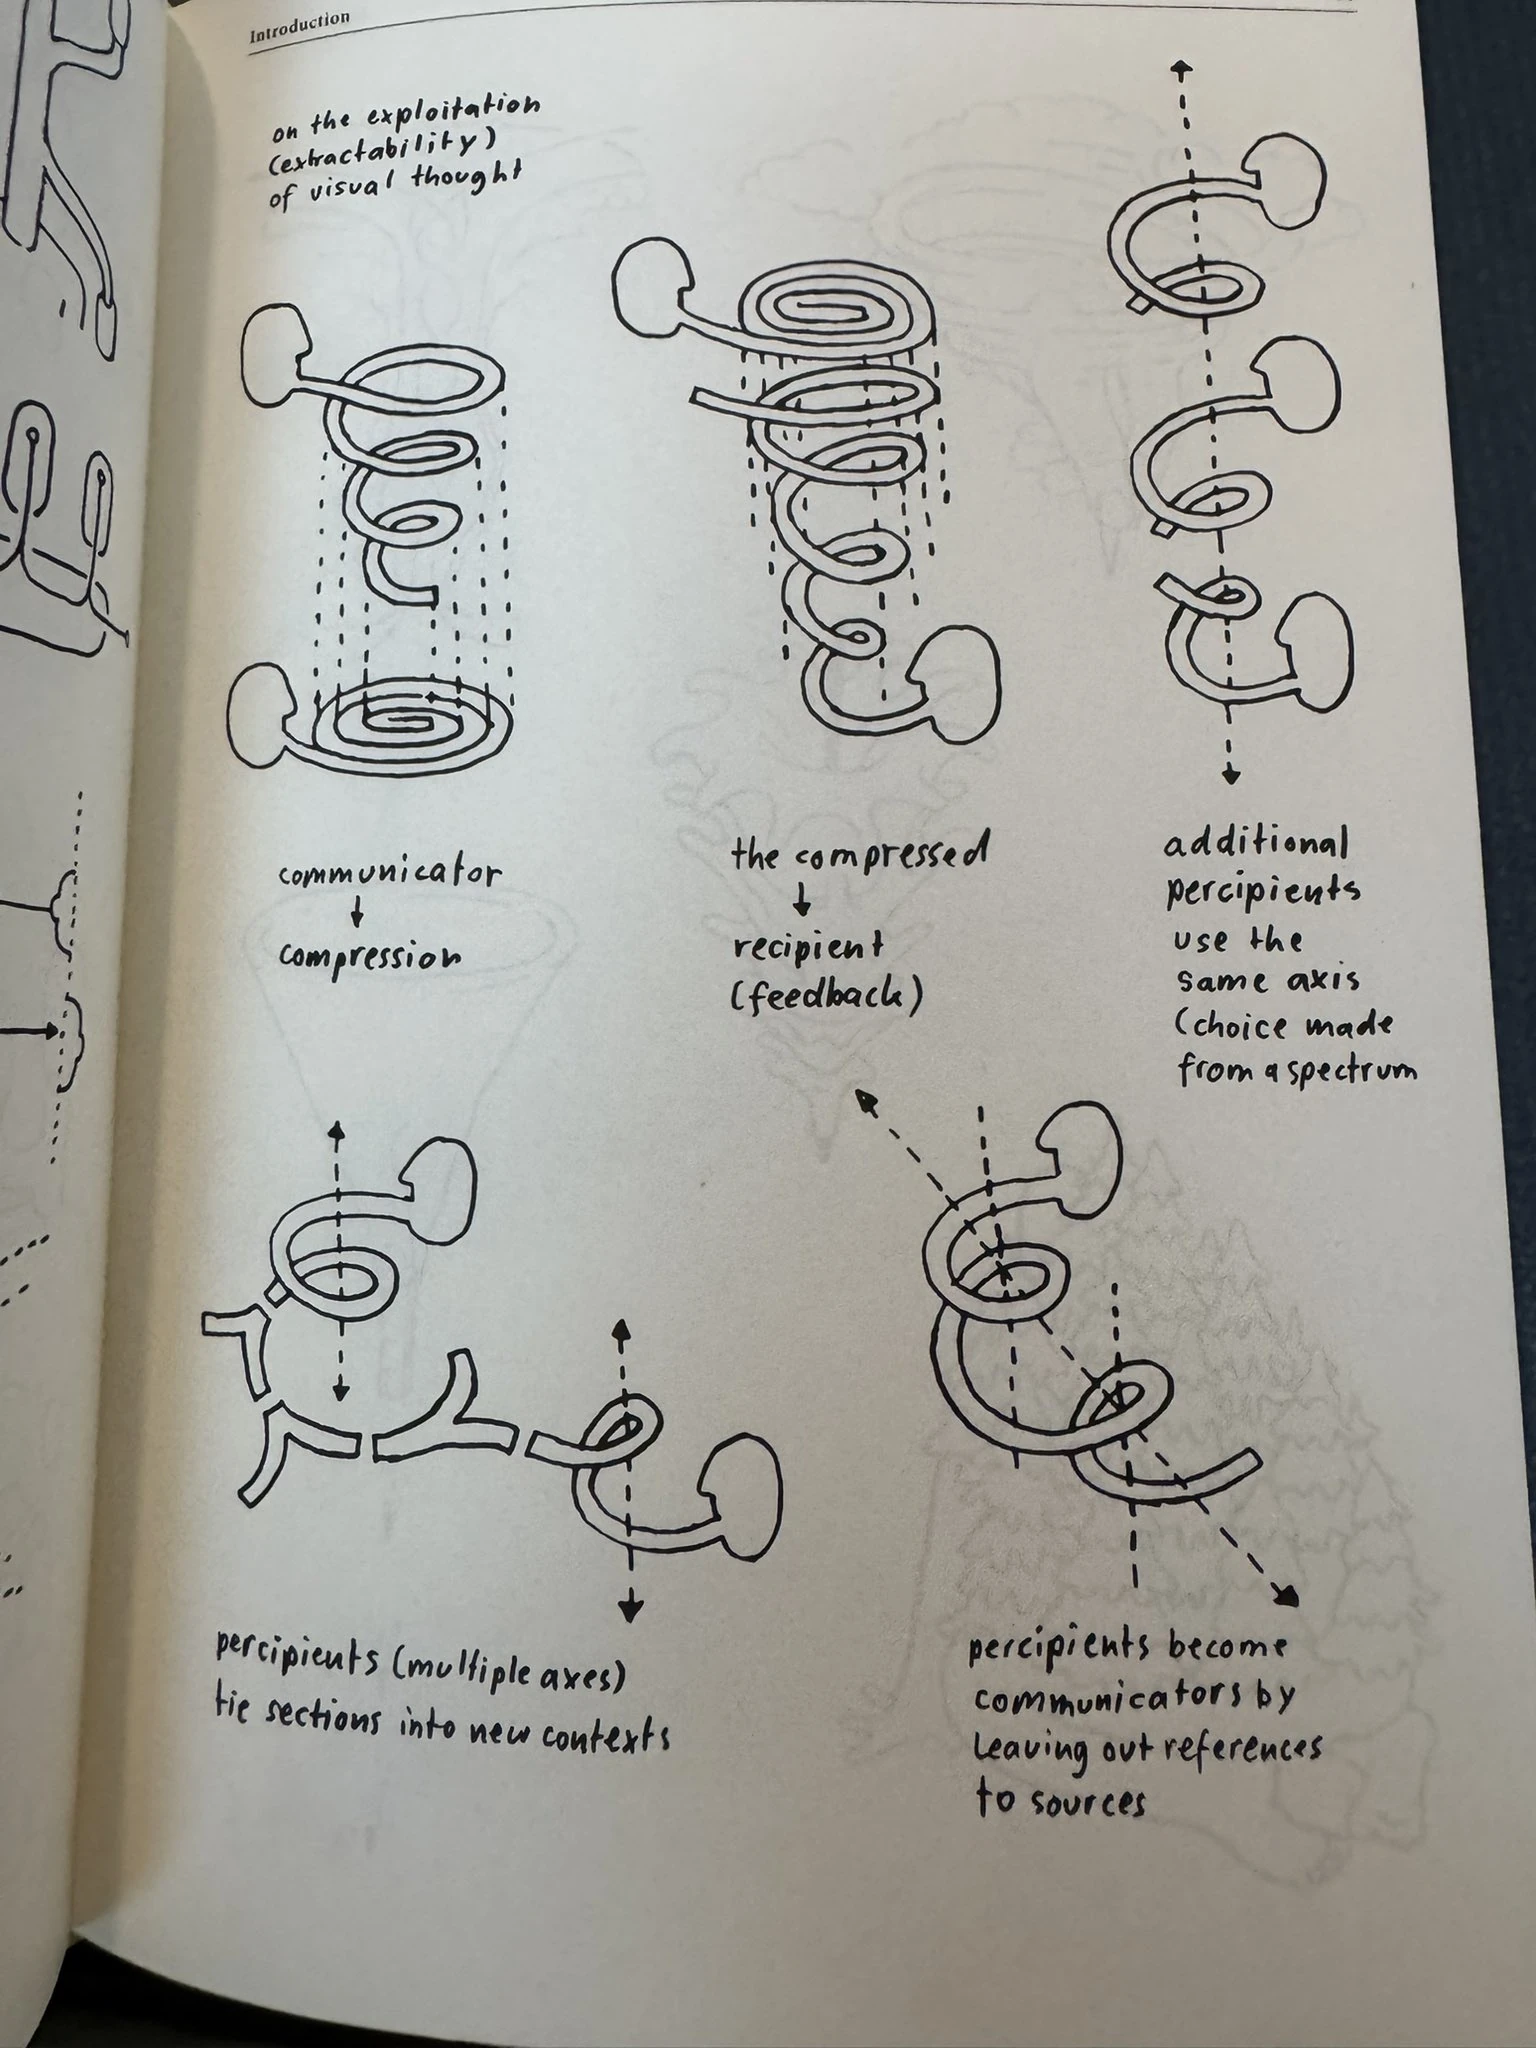 Introduction
on the exploitation
(extractability)
of visual thought
communicator
compression
the compressed
recipient
(feedback)
additional
percipients
use the
same axis
(choice made
from a spectrum
percipients (multiple axes)
tie sections into new contexts
percipients become
communicators by
leaving out references
to sources